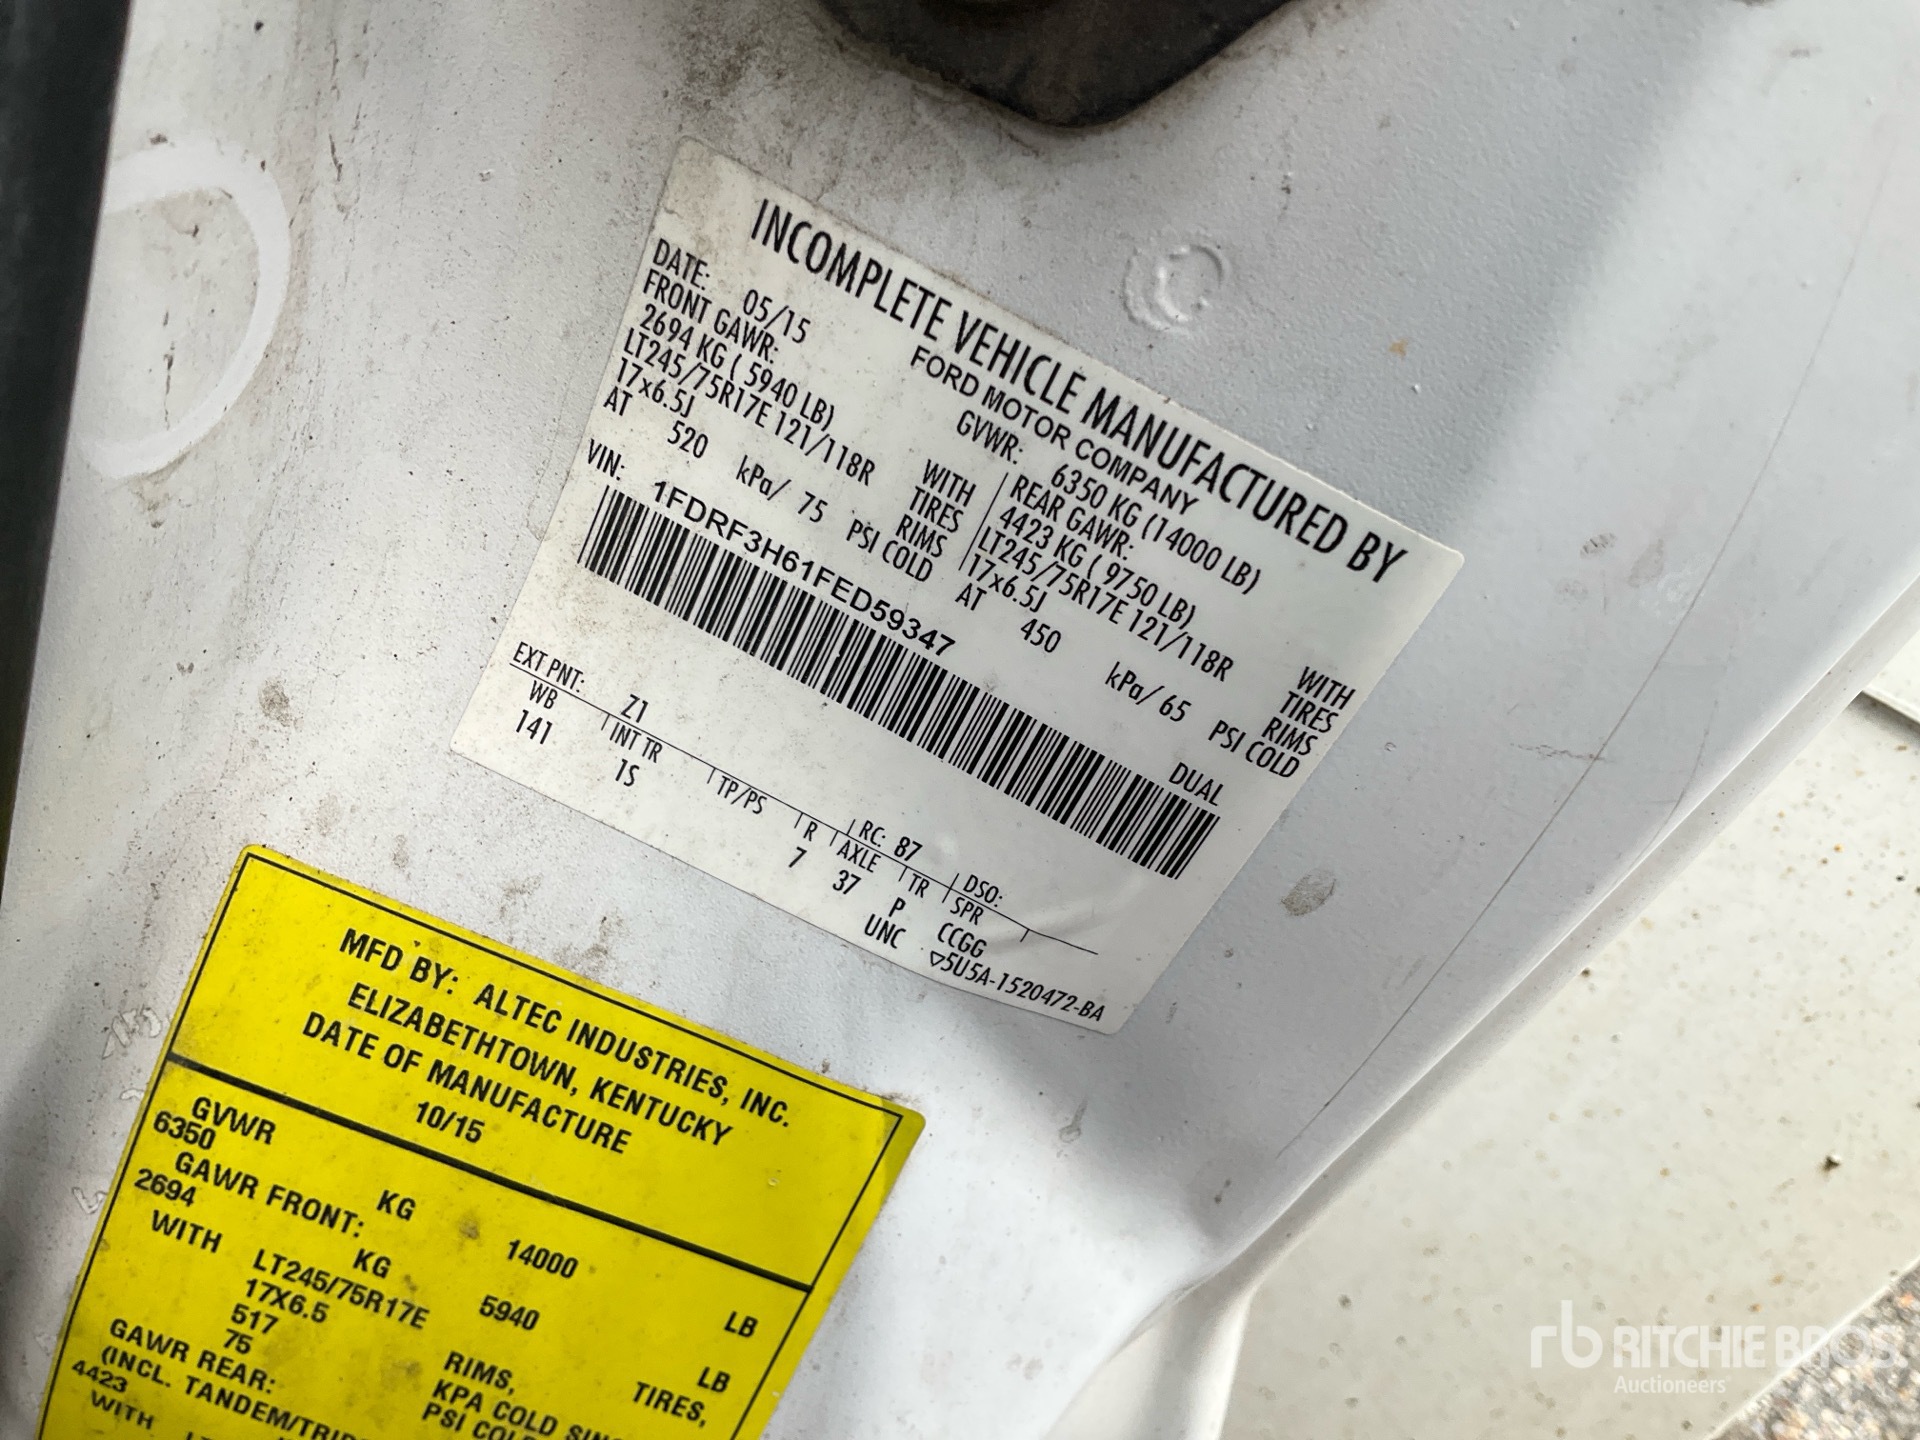 INCOMPLETE VEHICLE MANUFACTURED BY
FORD MOTOR COMPANY
DATE: 05/15 GVWR: 6350 KG (14000 LB)
FRONT GAWR: REAR GAWR:
2694 KG ( 5940 LB) WITH 4423 KG ( 9750 LB) WITH
LT245/75R17E 121/118R TIRES LT245/75R17E 121/118R TIRES
17x6.5J RIMS 17x6.5J RIMS
AT 520 kPa/ 75 PSI COLD AT 450 kPa/ 65 PSI COLD
VIN: 1FDRF3H61FED59347 DUAL
EXT PNT: Z1 RC: 87 DSO:
WB INT TR TP/PS R AXLE TR SPR
141 1S 7 37 P CCGG
UNC ▽5U5A-1520472-BA
MFD BY: ALTEC INDUSTRIES, INC.
ELIZABETHTOWN, KENTUCKY
DATE OF MANUFACTURE
10/15
GVWR
6350 KG 14000 LB
GAWR FRONT:
2694 KG 5940 LB
WITH LT245/75R17E TIRES,
17X6.5 RIMS,
517 KPA COLD
75 PSI
GAWR REAR:
(INCL. TANDEM/
4423
WITH
rb RITCHIE BROS.
Auctioneers